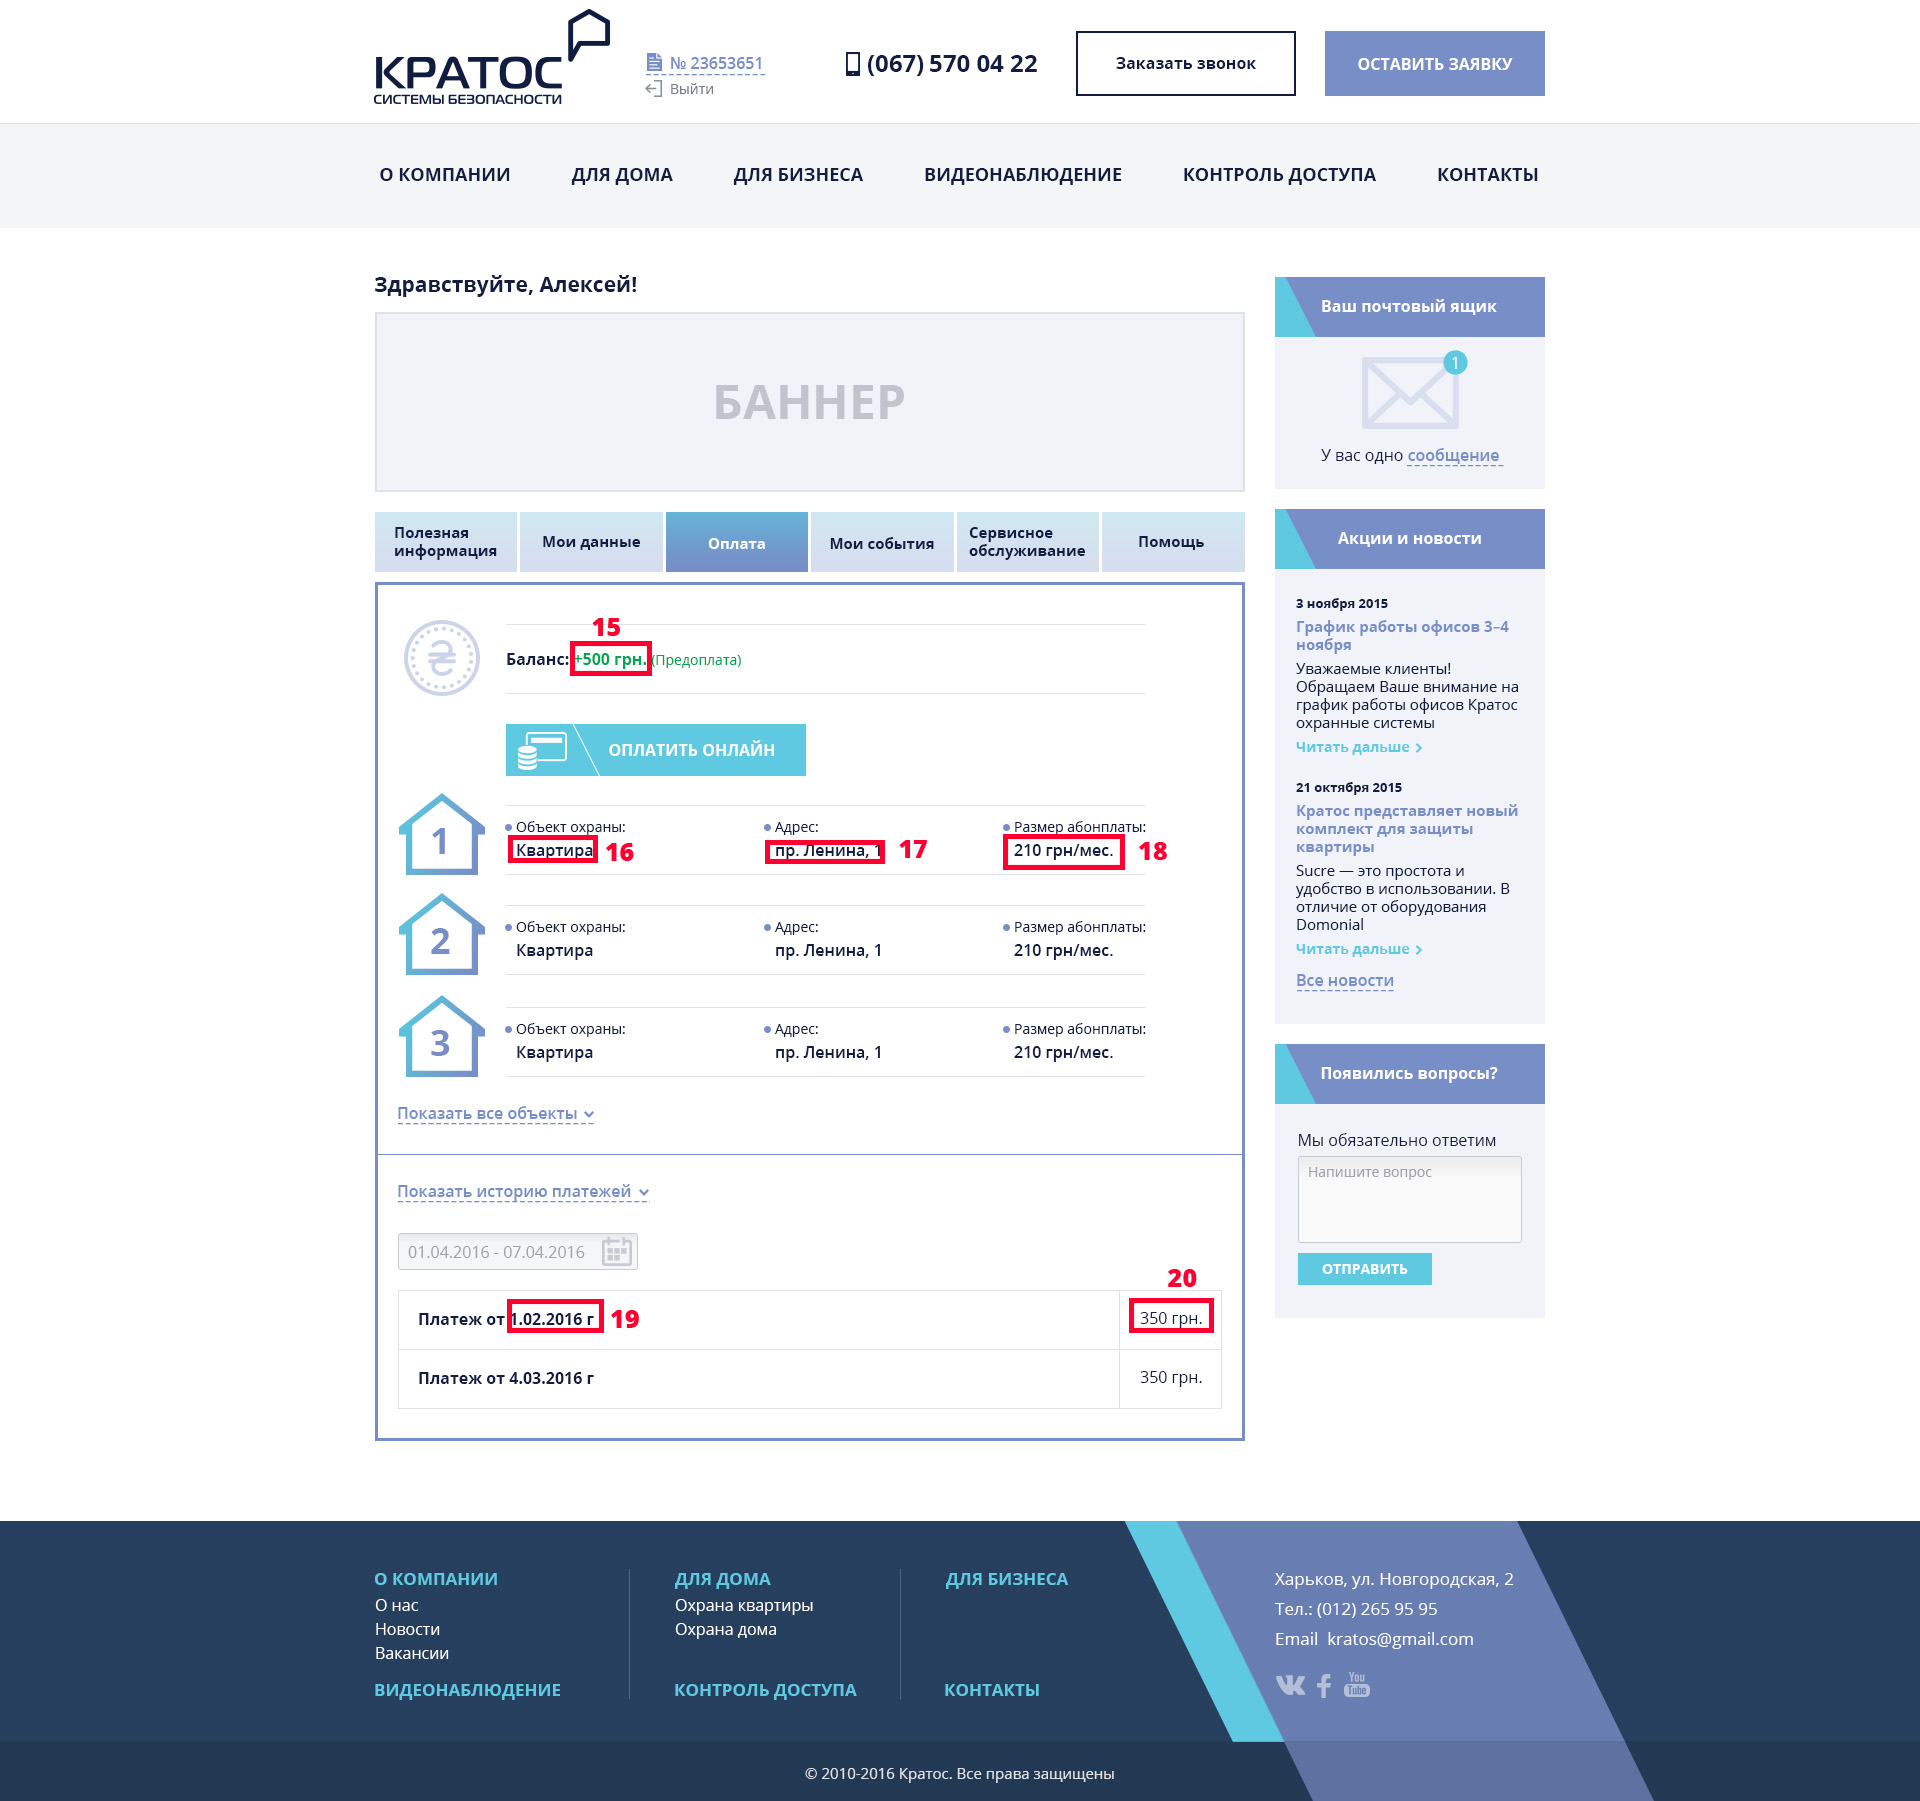 КРАТОС
СИСТЕМЫ БЕЗОПАСНОСТИ
№ 23653651
Выйти
(067) 570 04 22
Заказать звонок
ОСТАВИТЬ ЗАЯВКУ
О КОМПАНИИ ДЛЯ ДОМА ДЛЯ БИЗНЕСА ВИДЕОНАБЛЮДЕНИЕ КОНТРОЛЬ ДОСТУПА КОНТАКТЫ
Здравствуйте, Алексей!
БАННЕР
Полезная
информация
Мои данные
Оплата
Мои события
Сервисное
обслуживание
Помощь
15
Баланс: +500 грн. (Предоплата)
ОПЛАТИТЬ ОНЛАЙН
1
Объект охраны: Адрес: Размер абонплаты:
Квартира 16 пр. Ленина, 1 17 210 грн/мес. 18
2
Объект охраны: Адрес: Размер абонплаты:
Квартира пр. Ленина, 1 210 грн/мес.
3
Объект охраны: Адрес: Размер абонплаты:
Квартира пр. Ленина, 1 210 грн/мес.
Показать все объекты
Показать историю платежей
01.04.2016 - 07.04.2016
20
Платеж от 1.02.2016 г 19 350 грн.
Платеж от 4.03.2016 г 350 грн.
Ваш почтовый ящик
1
У вас одно сообщение
Акции и новости
3 ноября 2015
График работы офисов 3–4
ноября
Уважаемые клиенты!
Обращаем Ваше внимание на
график работы офисов Кратос
охранные системы
Читать дальше
21 октября 2015
Кратос представляет новый
комплект для защиты
квартиры
Sucre — это простота и
удобство в использовании. В
отличие от оборудования
Domonial
Читать дальше
Все новости
Появились вопросы?
Мы обязательно ответим
Напишите вопрос
ОТПРАВИТЬ
О КОМПАНИИ
О нас
Новости
Вакансии
ВИДЕОНАБЛЮДЕНИЕ
ДЛЯ ДОМА
Охрана квартиры
Охрана дома
КОНТРОЛЬ ДОСТУПА
ДЛЯ БИЗНЕСА
КОНТАКТЫ
Харьков, ул. Новгородская, 2
Тел.: (012) 265 95 95
Email kratos@gmail.com
You
Tube
© 2010-2016 Кратос. Все права защищены